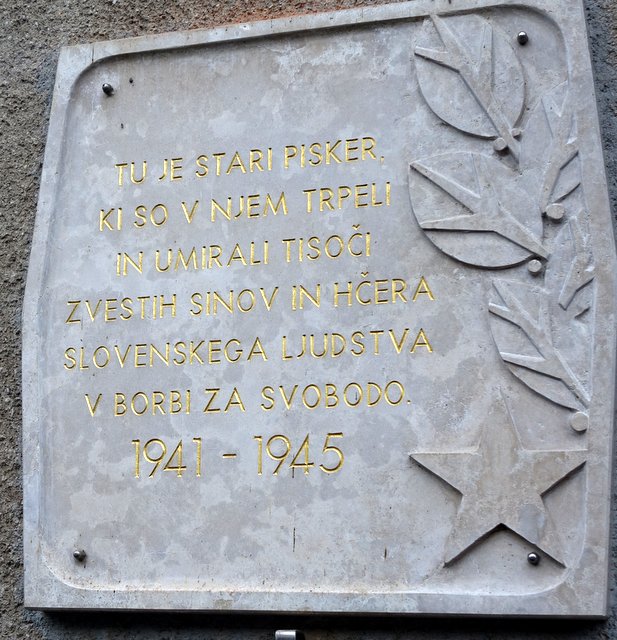 TU JE STARI PISKER,
KI SO V NJEM TRPELI
IN UMIRALI TISOČI
ZVESTIH SINOV IN HČERA
SLOVENSKEGA LJUDSTVA
V BORBI ZA SVOBODO.
1941 - 1945